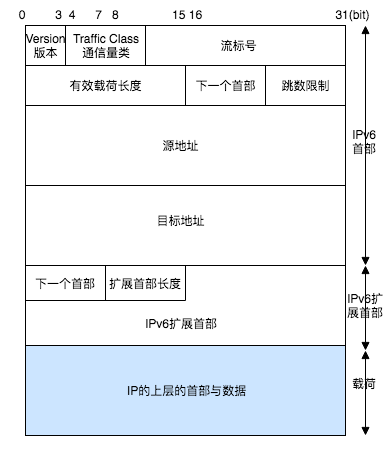 0 3 4 7 8 15 16 31(bit)
Version
版本
Traffic Class
通信量类
流标号
有效载荷长度
下一个首部
跳数限制
源地址
目标地址
IPv6
首部
下一个首部
扩展首部长度
IPv6扩展首部
IPv6扩
展首部
IP的上层的首部与数据
载荷